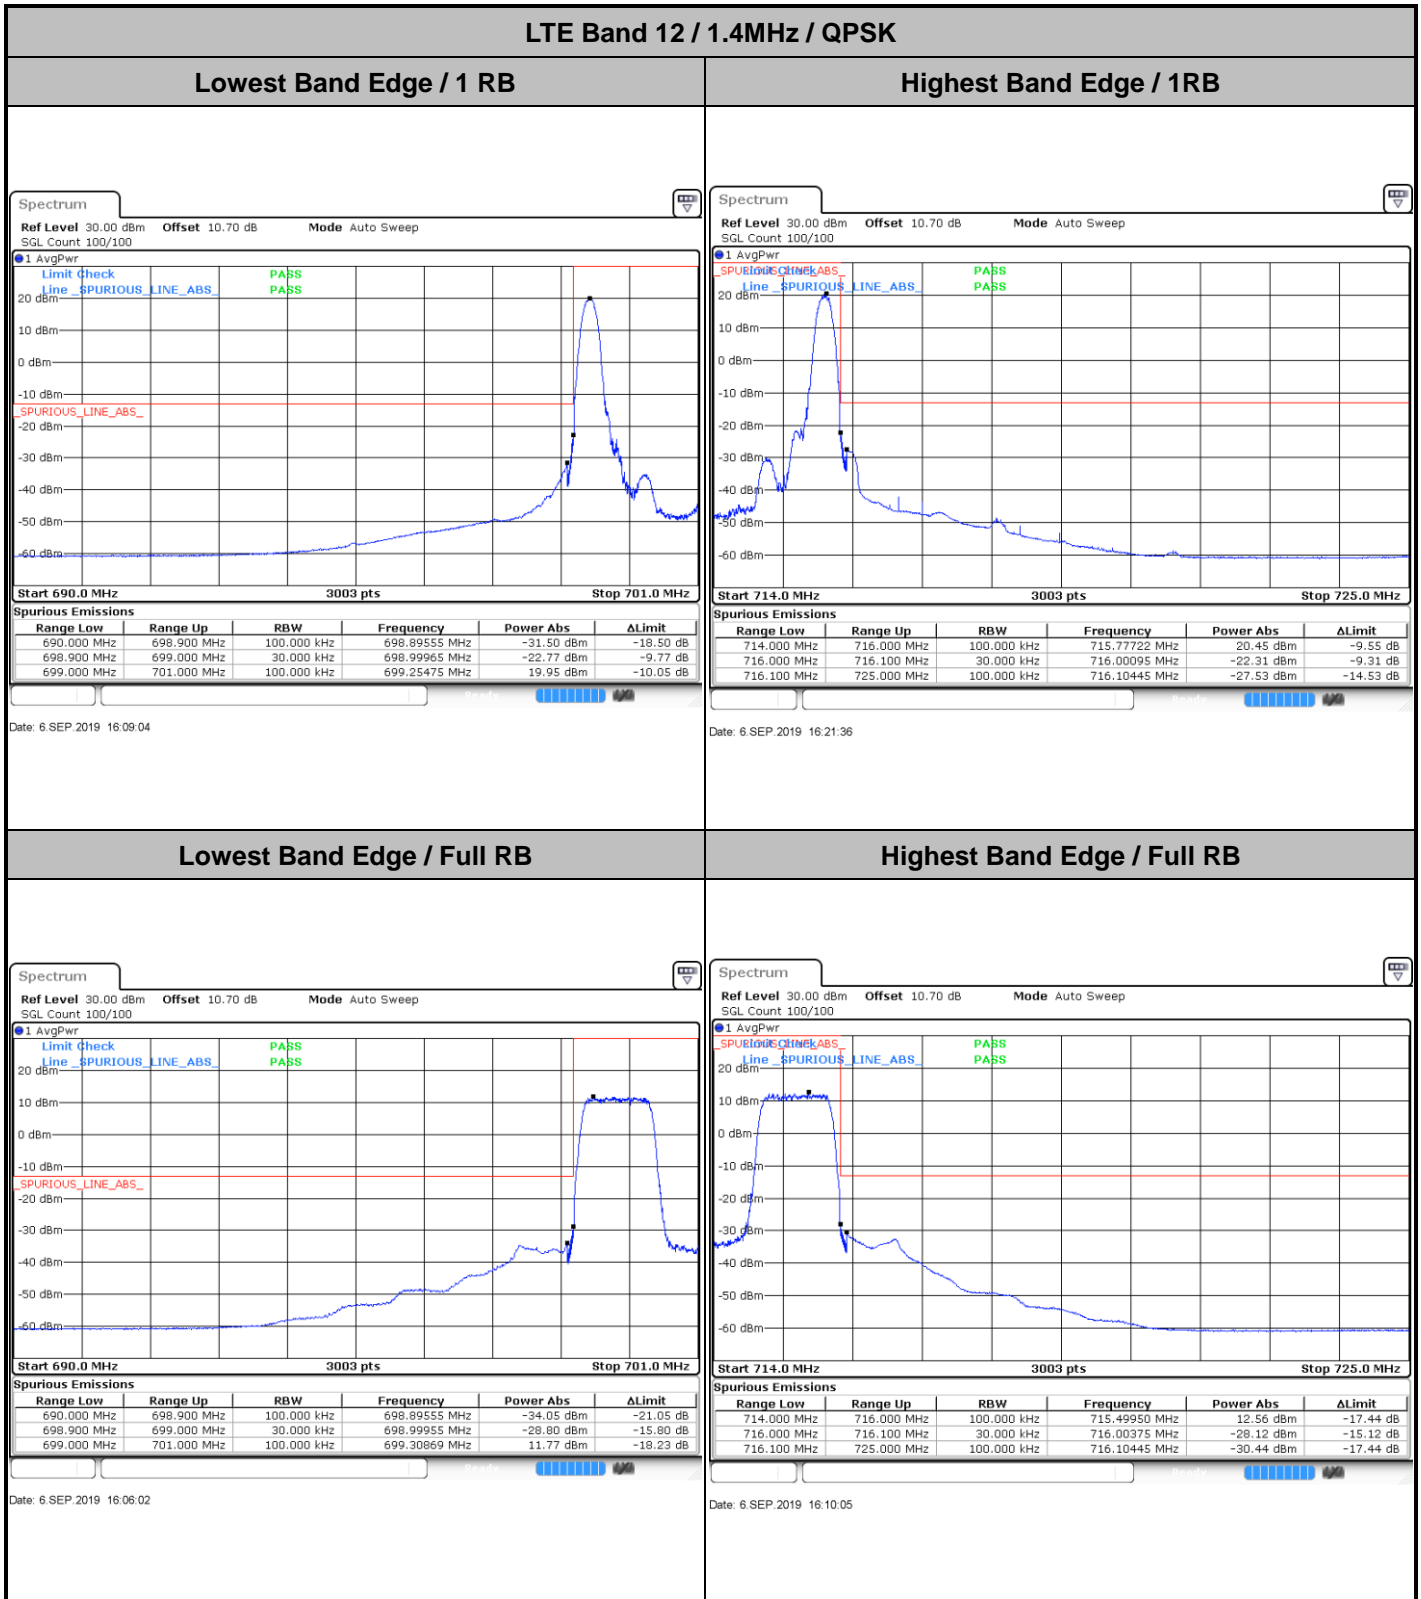 LTE Band 12 / 1.4MHz / QPSK
Lowest Band Edge / 1 RB
Highest Band Edge / 1RB
Spectrum
Ref Level 30.00 dBm Offset 10.70 dB Mode Auto Sweep
SGL Count 100/100
1 AvgPwr
Limit Check PASS
Line _SPURIOUS_LINE_ABS_ PASS
20 dBm
10 dBm
0 dBm
-10 dBm
_SPURIOUS_LINE_ABS_
-20 dBm
-30 dBm
-40 dBm
-50 dBm
-60 dBm
Start 690.0 MHz 3003 pts Stop 701.0 MHz
Spurious Emissions
Range Low Range Up RBW Frequency Power Abs ΔLimit
690.000 MHz 698.900 MHz 100.000 kHz 698.89555 MHz -31.50 dBm -18.50 dB
698.900 MHz 699.000 MHz 30.000 kHz 698.99965 MHz -22.77 dBm -9.77 dB
699.000 MHz 701.000 MHz 100.000 kHz 699.25475 MHz 19.95 dBm -10.05 dB
Ready
Date: 6.SEP.2019 16:09:04
Spectrum
Ref Level 30.00 dBm Offset 10.70 dB Mode Auto Sweep
SGL Count 100/100
1 AvgPwr
_SPURIOUS_LINE_ABS_
Limit Check PASS
Line _SPURIOUS_LINE_ABS_ PASS
20 dBm
10 dBm
0 dBm
-10 dBm
-20 dBm
-30 dBm
-40 dBm
-50 dBm
-60 dBm
Start 714.0 MHz 3003 pts Stop 725.0 MHz
Spurious Emissions
Range Low Range Up RBW Frequency Power Abs ΔLimit
714.000 MHz 716.000 MHz 100.000 kHz 715.77722 MHz 20.45 dBm -9.55 dB
716.000 MHz 716.100 MHz 30.000 kHz 716.00095 MHz -22.31 dBm -9.31 dB
716.100 MHz 725.000 MHz 100.000 kHz 716.10445 MHz -27.53 dBm -14.53 dB
Ready
Date: 6.SEP.2019 16:21:36
Lowest Band Edge / Full RB
Highest Band Edge / Full RB
Spectrum
Ref Level 30.00 dBm Offset 10.70 dB Mode Auto Sweep
SGL Count 100/100
1 AvgPwr
Limit Check PASS
Line _SPURIOUS_LINE_ABS_ PASS
20 dBm
10 dBm
0 dBm
-10 dBm
_SPURIOUS_LINE_ABS_
-20 dBm
-30 dBm
-40 dBm
-50 dBm
-60 dBm
Start 690.0 MHz 3003 pts Stop 701.0 MHz
Spurious Emissions
Range Low Range Up RBW Frequency Power Abs ΔLimit
690.000 MHz 698.900 MHz 100.000 kHz 698.89555 MHz -34.05 dBm -21.05 dB
698.900 MHz 699.000 MHz 30.000 kHz 698.99955 MHz -28.80 dBm -15.80 dB
699.000 MHz 701.000 MHz 100.000 kHz 699.30869 MHz 11.77 dBm -18.23 dB
Ready
Date: 6.SEP.2019 16:06:02
Spectrum
Ref Level 30.00 dBm Offset 10.70 dB Mode Auto Sweep
SGL Count 100/100
1 AvgPwr
_SPURIOUS_LINE_ABS_
Limit Check PASS
Line _SPURIOUS_LINE_ABS_ PASS
20 dBm
10 dBm
0 dBm
-10 dBm
-20 dBm
-30 dBm
-40 dBm
-50 dBm
-60 dBm
Start 714.0 MHz 3003 pts Stop 725.0 MHz
Spurious Emissions
Range Low Range Up RBW Frequency Power Abs ΔLimit
714.000 MHz 716.000 MHz 100.000 kHz 715.49950 MHz 12.56 dBm -17.44 dB
716.000 MHz 716.100 MHz 30.000 kHz 716.00375 MHz -28.12 dBm -15.12 dB
716.100 MHz 725.000 MHz 100.000 kHz 716.10445 MHz -30.44 dBm -17.44 dB
Ready
Date: 6.SEP.2019 16:10:05